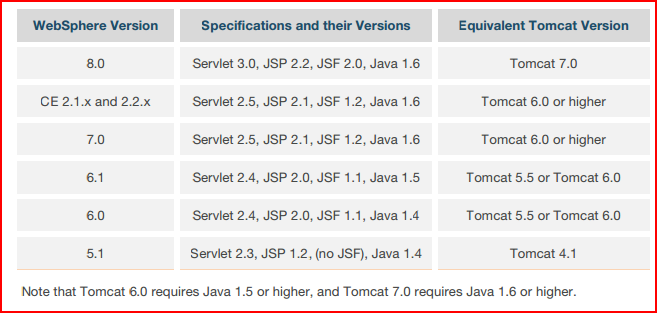 WebSphere Version Specifications and their Versions Equivalent Tomcat Version
8.0 Servlet 3.0, JSP 2.2, JSF 2.0, Java 1.6 Tomcat 7.0
CE 2.1.x and 2.2.x Servlet 2.5, JSP 2.1, JSF 1.2, Java 1.6 Tomcat 6.0 or higher
7.0 Servlet 2.5, JSP 2.1, JSF 1.2, Java 1.6 Tomcat 6.0 or higher
6.1 Servlet 2.4, JSP 2.0, JSF 1.1, Java 1.5 Tomcat 5.5 or Tomcat 6.0
6.0 Servlet 2.4, JSP 2.0, JSF 1.1, Java 1.4 Tomcat 5.5 or Tomcat 6.0
5.1 Servlet 2.3, JSP 1.2, (no JSF), Java 1.4 Tomcat 4.1
Note that Tomcat 6.0 requires Java 1.5 or higher, and Tomcat 7.0 requires Java 1.6 or higher.